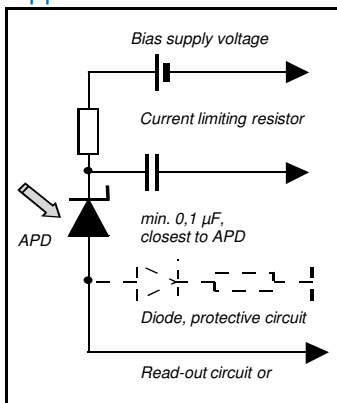 Bias supply voltage
Current limiting resistor
min. 0,1 µF,
closest to APD
APD
Diode, protective circuit
Read-out circuit or